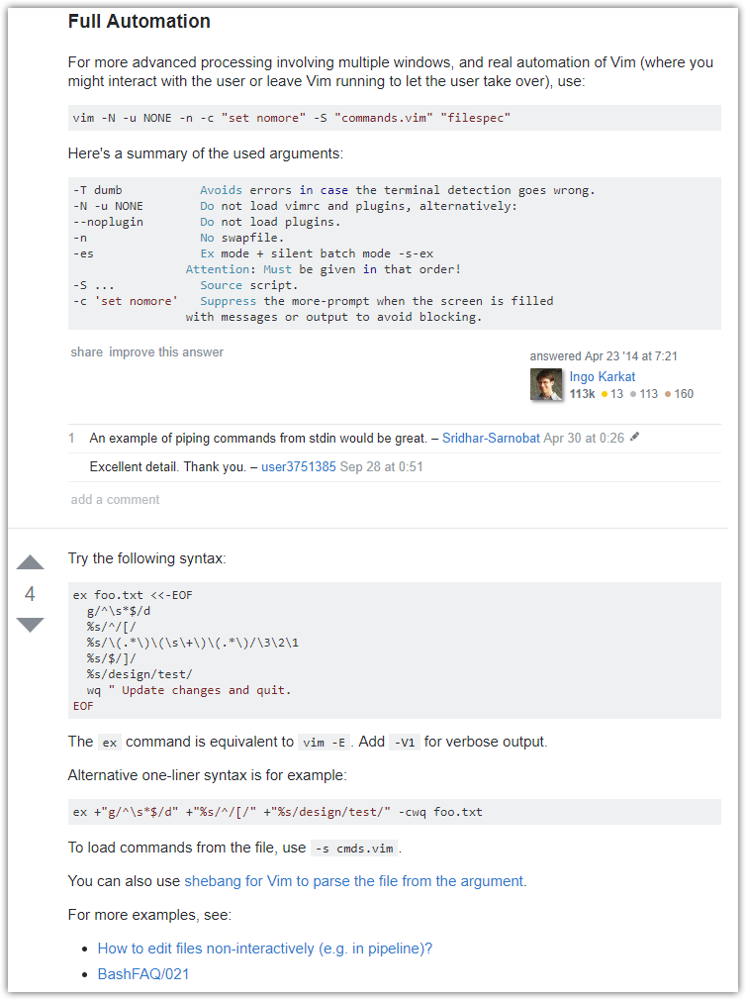 Full Automation
For more advanced processing involving multiple windows, and real automation of Vim (where you
might interact with the user or leave Vim running to let the user take over), use:
vim -N -u NONE -n -c "set nomore" -S "commands.vim" "filespec"
Here's a summary of the used arguments:
-T dumb             Avoids errors in case the terminal detection goes wrong.
-N -u NONE        Do not load vimrc and plugins, alternatively:
--noplugin        Do not load plugins.
-n                No swapfile.
-es               Ex mode + silent batch mode -s-ex
                Attention: Must be given in that order!
-S ...            Source script.
-c 'set nomore'   Suppress the more-prompt when the screen is filled
                with messages or output to avoid blocking.
share improve this answer
answered Apr 23 '14 at 7:21
Ingo Karkat
113k 13 113 160
1 An example of piping commands from stdin would be great. – Sridhar-Sarnobat Apr 30 at 0:26
Excellent detail. Thank you. – user3751385 Sep 28 at 0:51
add a comment
Try the following syntax:
4
ex foo.txt <<-EOF
  g/^\s*$/d
  %s/^/[/
  %s/\(.*\)\(\s\+\)\(.*\)/\3\2\1
  %s/$/]/
  %s/design/test/
  wq " Update changes and quit.
EOF
The ex command is equivalent to vim -E. Add -V1 for verbose output.
Alternative one-liner syntax is for example:
ex +"g/^\s*$/d" +"%s/^/[/" +"%s/design/test/" -cwq foo.txt
To load commands from the file, use -s cmds.vim.
You can also use shebang for Vim to parse the file from the argument.
For more examples, see:
• How to edit files non-interactively (e.g. in pipeline)?
• BashFAQ/021